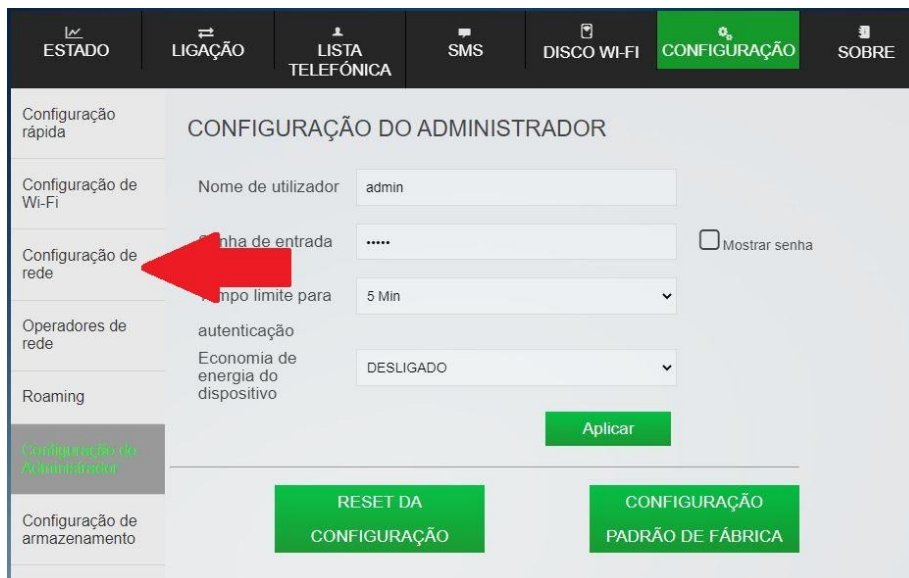 ESTADO
LIGAÇÃO
LISTA
TELEFÓNICA
SMS
DISCO WI-FI
CONFIGURAÇÃO
SOBRE
Configuração
rápida
Configuração de
Wi-Fi
Configuração de
rede
Operadores de
rede
Roaming
Configuração do
Administrador
Configuração de
armazenamento
CONFIGURAÇÃO DO ADMINISTRADOR
Nome de utilizador
admin
de entrada
•••••
Mostrar senha
limite para
autenticação
5 Min
Economia de
energia do
dispositivo
DESLIGADO
Aplicar
RESET DA
CONFIGURAÇÃO
CONFIGURAÇÃO
PADRÃO DE FÁBRICA